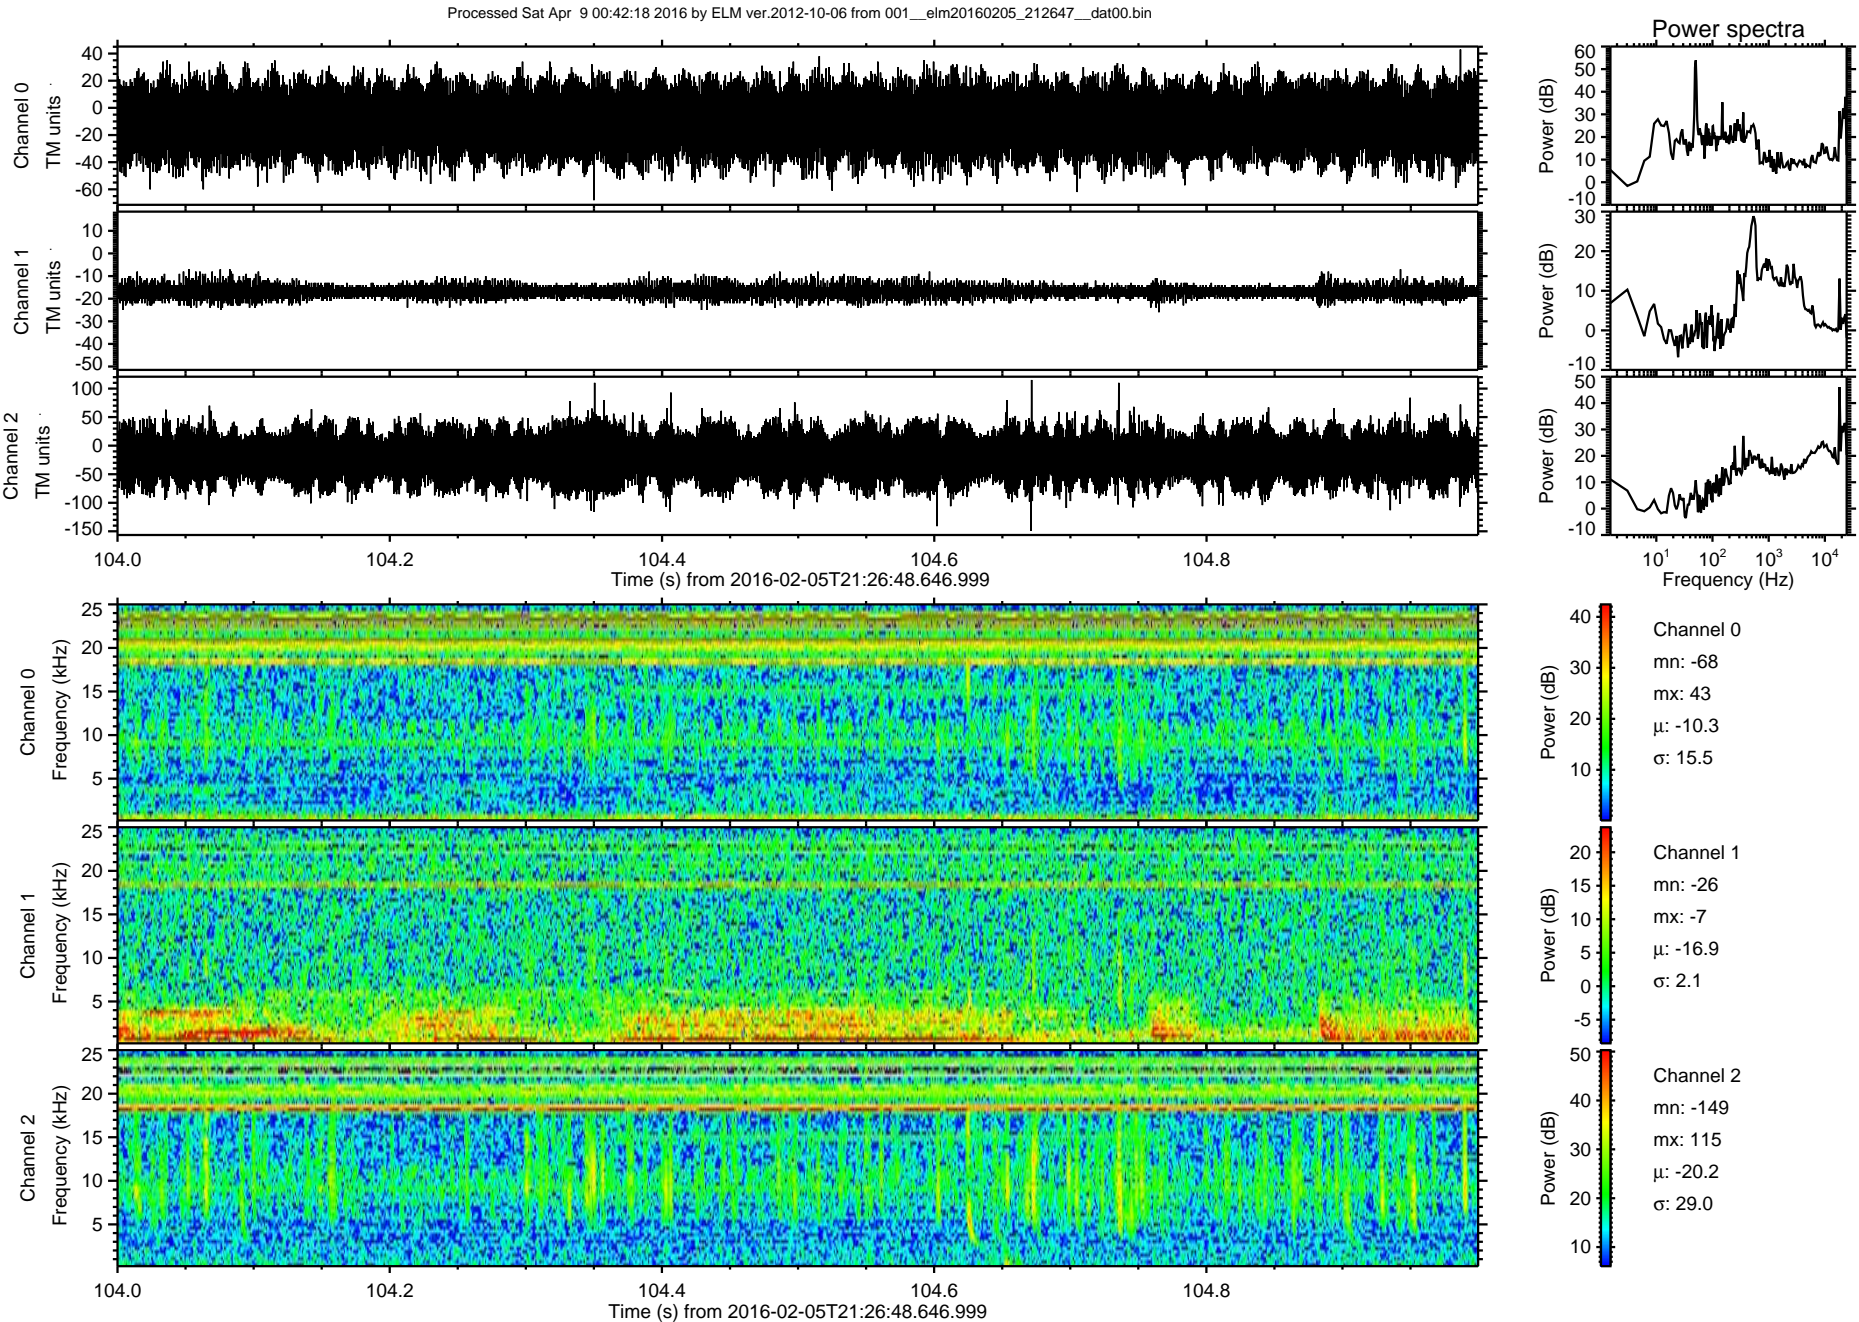 Processed Sat Apr  9 00:42:18 2016 by ELM ver.2012-10-06 from 001__elm20160205_212647__dat00.bin
Power spectra
Channel 0
TM units
40
20
0
-20
-40
-60
Power (dB)
60
50
40
30
20
10
0
-10
Channel 1
TM units
10
0
-10
-20
-30
-40
-50
Power (dB)
30
20
10
0
-10
Channel 2
TM units
100
50
0
-50
-100
-150
Power (dB)
50
40
30
20
10
0
-10
104.0 104.2 104.4 104.6 104.8
Time (s) from 2016-02-05T21:26:48.646.999
10¹ 10² 10³ 10⁴
Frequency (Hz)
Channel 0
Frequency (kHz)
25
20
15
10
5
Power (dB)
40
30
20
10
Channel 0
mn: -68
mx: 43
μ: -10.3
σ: 15.5
Channel 1
Frequency (kHz)
25
20
15
10
5
Power (dB)
20
15
10
5
0
-5
Channel 1
mn: -26
mx: -7
μ: -16.9
σ: 2.1
Channel 2
Frequency (kHz)
25
20
15
10
5
Power (dB)
50
40
30
20
10
Channel 2
mn: -149
mx: 115
μ: -20.2
σ: 29.0
104.0 104.2 104.4 104.6 104.8
Time (s) from 2016-02-05T21:26:48.646.999